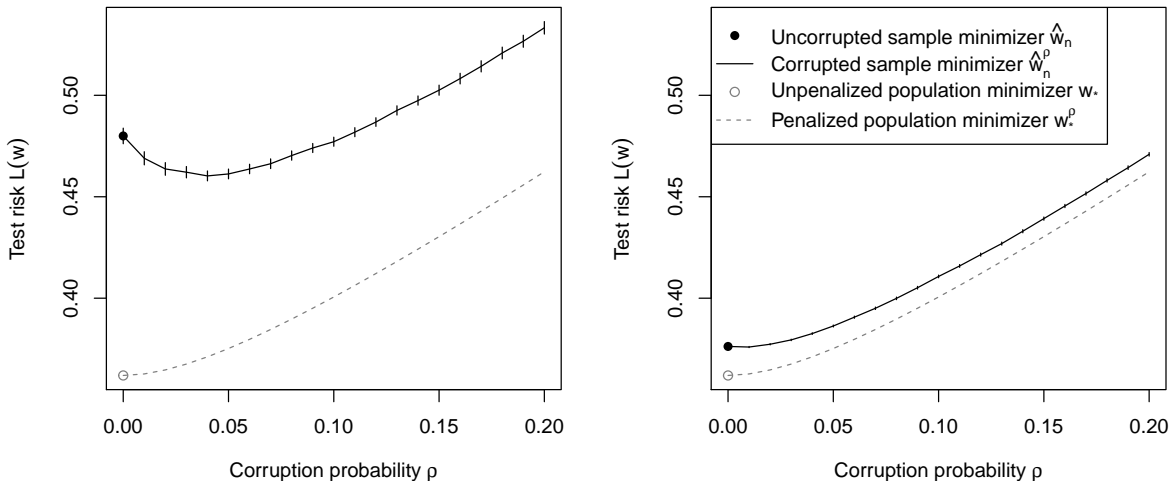 Test risk L(w)
0.50
0.45
0.40
0.00 0.05 0.10 0.15 0.20
Corruption probability ρ
Test risk L(w)
0.50
0.45
0.40
0.00 0.05 0.10 0.15 0.20
Corruption probability ρ
Uncorrupted sample minimizer ŵₙ
Corrupted sample minimizer ŵₙ^ρ
Unpenalized population minimizer w*
Penalized population minimizer w*^ρ